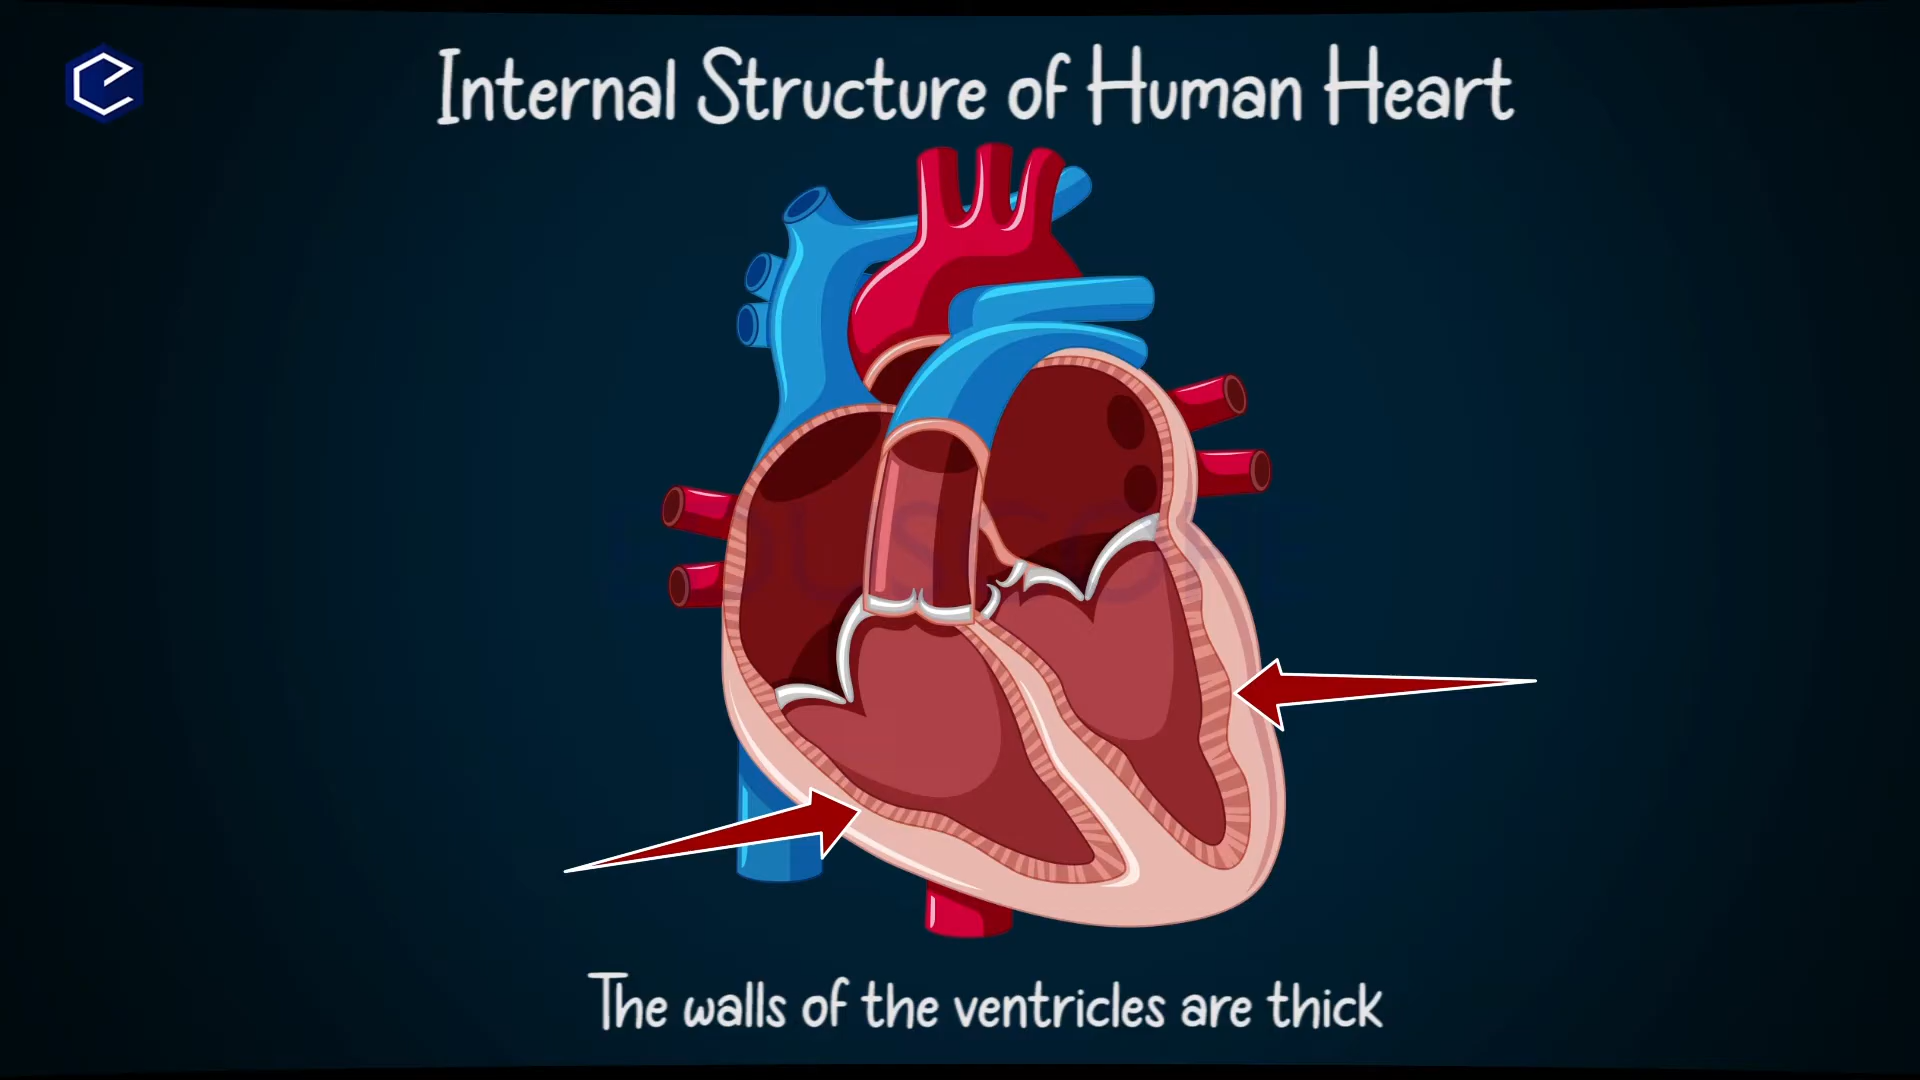 Internal Structure of Human Heart
The walls of the ventricles are thick